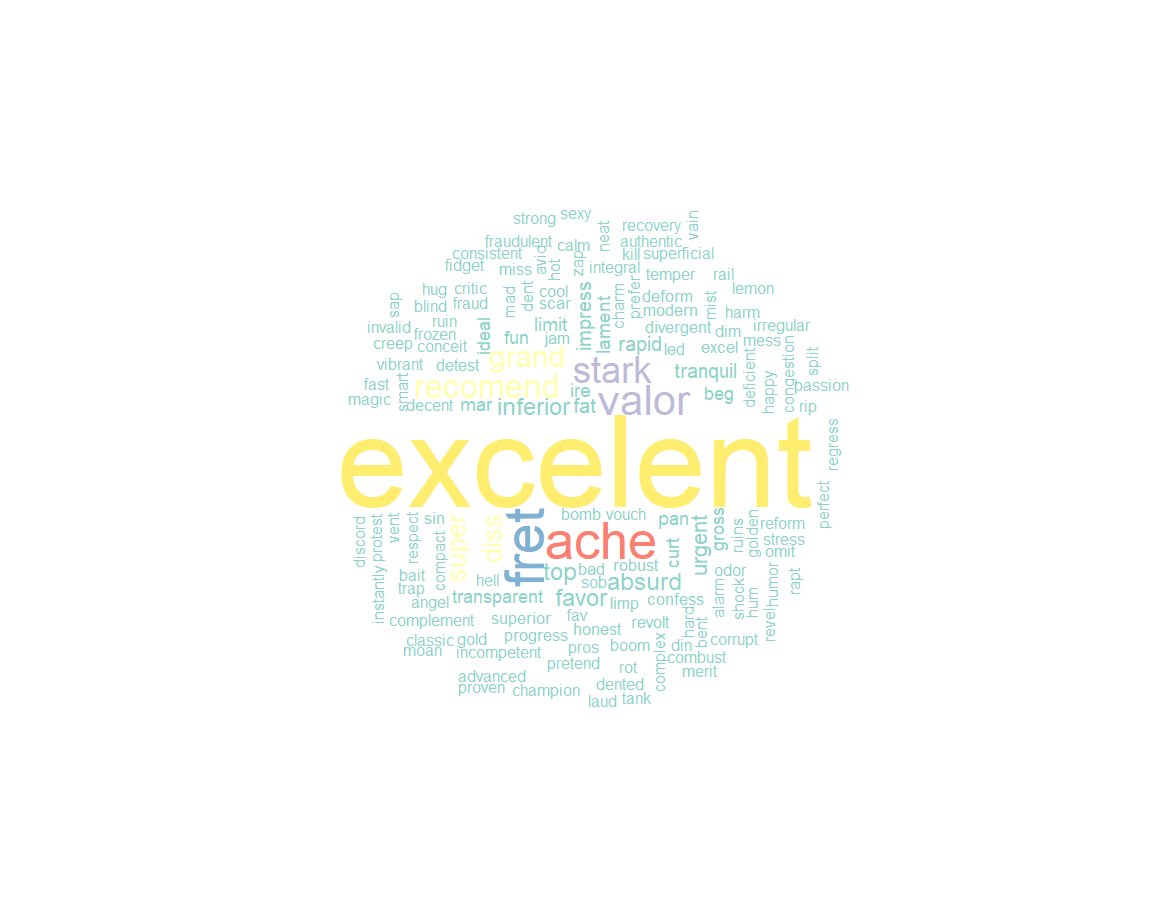 strong
sexy
recovery
vain
neat
fraudulent
calm
authentic
consistent
avid
zap
kill
superficial
fidget
miss
hot
integral
temper
rail
hug
critic
mad
dent
cool
charm
prefer
deform
lemon
sap
blind
fraud
scar
impress
lament
modern
mist
harm
invalid
ruin
ideal
limit
divergent
dim
irregular
creep
frozen
conceit
fun
jam
rapid
led
excel
mess
vibrant
detest
grand
stark
tranquil
deficient
happy
congestion
split
fast
smart
recomend
ire
beg
passion
magic
decent
mar
inferior
fat
valor
rip
excelent
regress
perfect
discord
protest
vent
respect
sin
super
diss
fret
bomb
vouch
pan
urgent
gross
ruins
golden
reform
compact
ache
curt
stress
omit
instantly
bait
hell
top
bad
robust
odor
trap
sob
absurd
rapt
angel
transparent
favor
limp
confess
alarm
shock
hum
humor
complement
superior
fav
revolt
hard
bent
revel
classic
gold
progress
honest
corrupt
moan
incompetent
pros
boom
din
combust
pretend
rot
complex
merit
advanced
proven
champion
dented
laud
tank